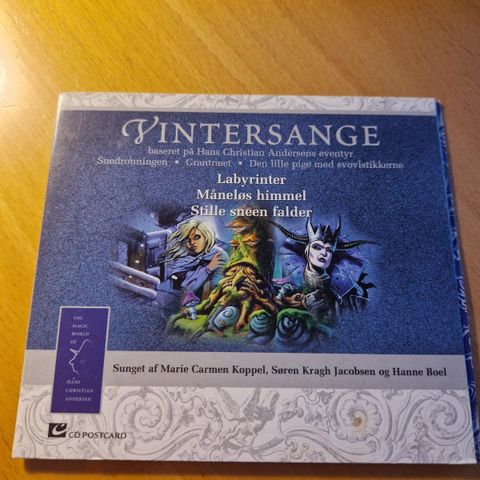 VINTERSANGE
baseret på Hans Christian Andersens eventyr
Snedronningen • Grantræet • Den lille pige med svovlstikkerne
Labyrinter
Måneløs himmel
Stille sneen falder
THE
MAGIC
WORLD
OF
HANS
CHRISTIAN
ANDERSEN
Sunget af Marie Carmen Koppel, Søren Kragh Jacobsen og Hanne Boel
CD POSTCARD